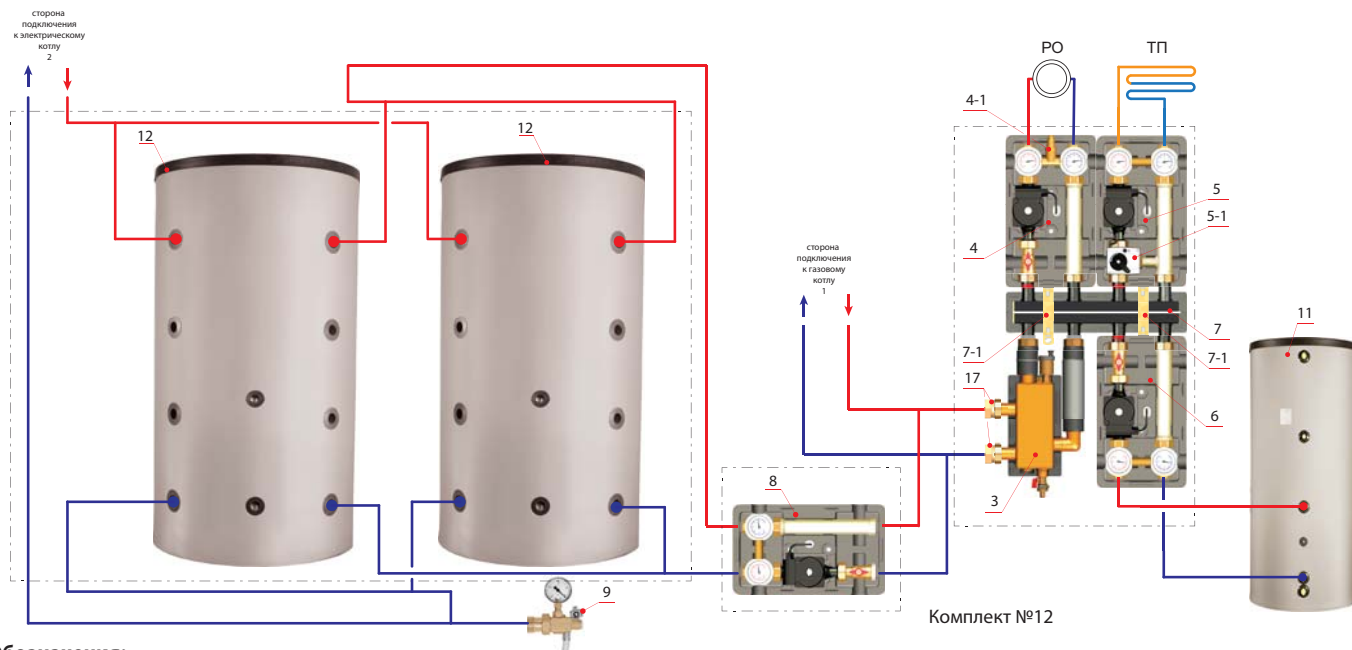 сторона
подключения
к электрическому
котлу
2
12
12
РО
ТП
4-1
5
5-1
4
сторона
подключения
к газовому
котлу
1
11
7
7-1
7-1
17
6
3
8
9
Комплект №12